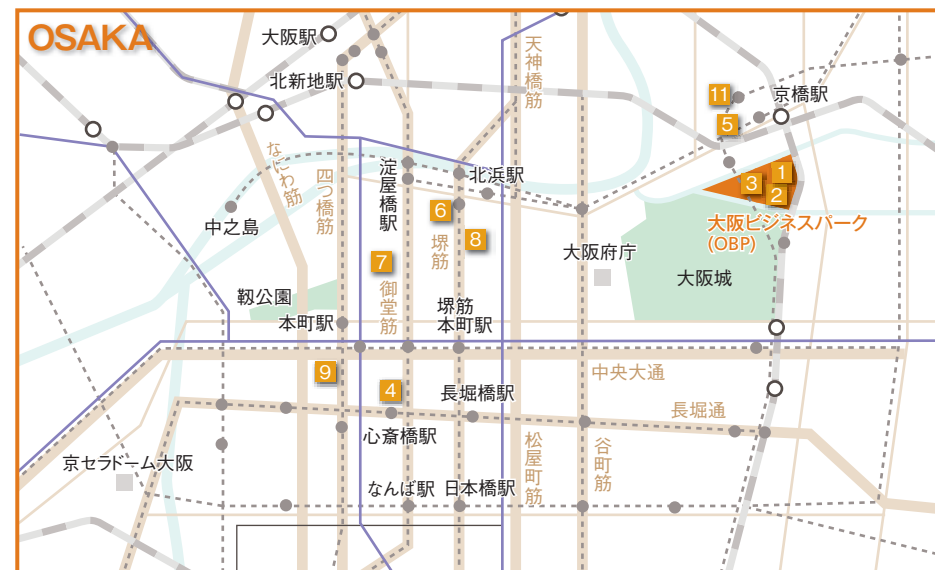 OSAKA
大阪駅
北新地駅
天神橋筋
11
京橋駅
5
なにわ筋
四つ橋筋
淀屋橋駅
北浜駅
1
3
2
中之島
6
堺筋
8
大阪ビジネスパーク
(OBP)
大阪府庁
7
御堂筋
大阪城
靱公園
本町駅
堺筋
本町駅
9
4
中央大通
長堀橋駅
長堀通
心斎橋駅
松屋町筋
谷町筋
京セラドーム大阪
なんば駅
日本橋駅